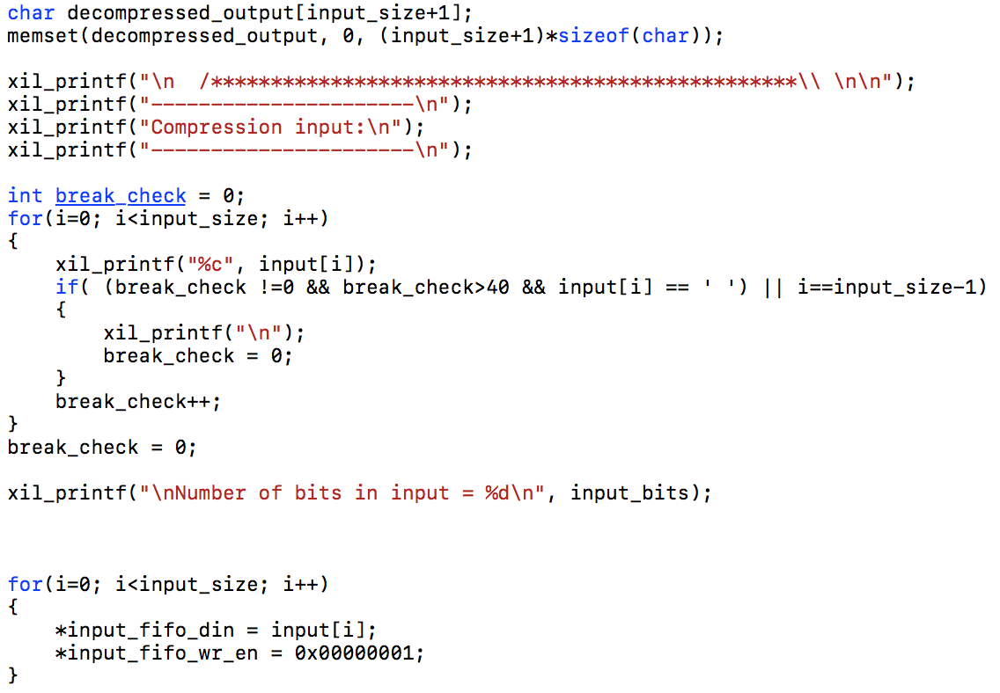 char decompressed_output[input_size+1];
memset(decompressed_output, 0, (input_size+1)*sizeof(char));
xil_printf("\n  /*************************************************\\ \n\n");
xil_printf("----------------------\n");
xil_printf("Compression input:\n");
xil_printf("----------------------\n");
int break_check = 0;
for(i=0; i<input_size; i++)
{
    xil_printf("%c", input[i]);
    if( (break_check !=0 && break_check>40 && input[i] == ' ') || i==input_size-1)
    {
        xil_printf("\n");
        break_check = 0;
    }
    break_check++;
}
break_check = 0;
xil_printf("\nNumber of bits in input = %d\n", input_bits);
for(i=0; i<input_size; i++)
{
    *input_fifo_din = input[i];
    *input_fifo_wr_en = 0x00000001;
}